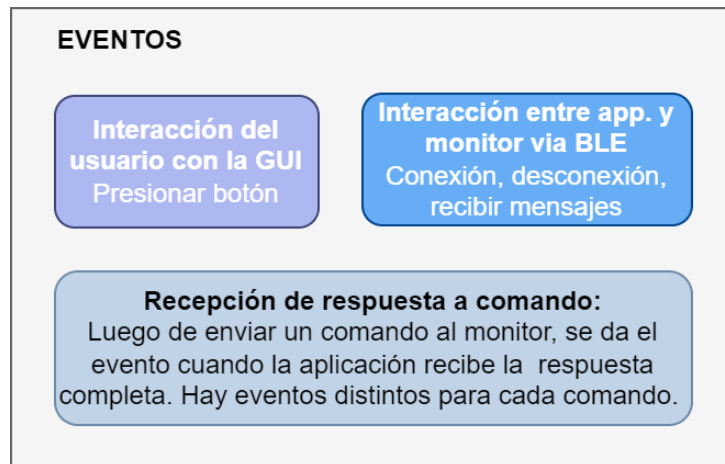 EVENTOS
Interacción del
usuario con la GUI
Presionar botón
Interacción entre app. y
monitor via BLE
Conexión, desconexión,
recibir mensajes
Recepción de respuesta a comando:
Luego de enviar un comando al monitor, se da el
evento cuando la aplicación recibe la respuesta
completa. Hay eventos distintos para cada comando.